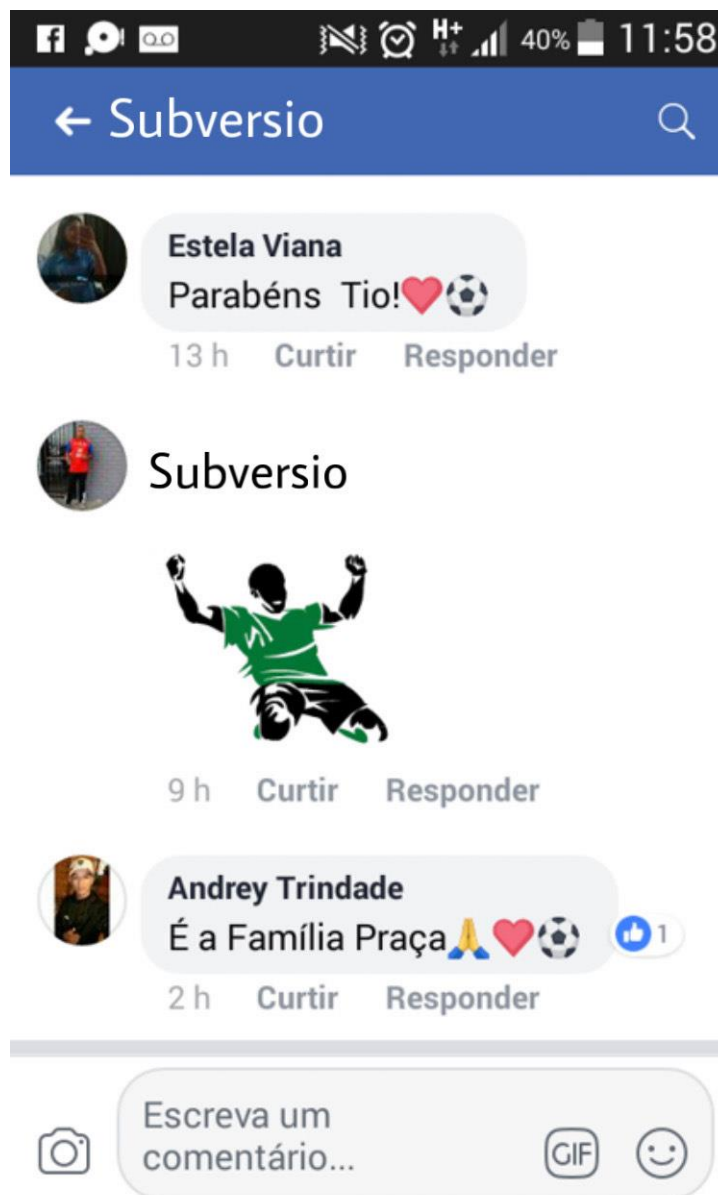 H+ 40% 11:58
Subversio
Estela Viana
Parabéns Tio!❤️⚽
13 h Curtir Responder
Subversio
9 h Curtir Responder
Andrey Trindade
É a Família Praça🙏❤️⚽ 1
2 h Curtir Responder
Escreva um
comentário...
GIF